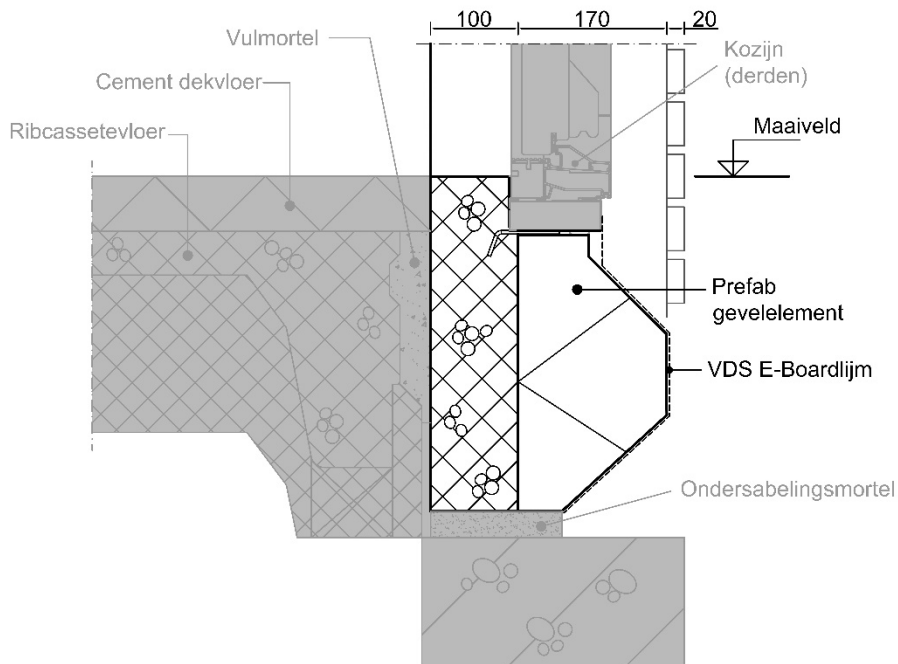 100 170 20
Vulmortel
Kozijn
(derden)
Cement dekvloer
Ribcassetevloer
Maaiveld
Prefab
gevelelement
VDS E-Boardlijm
Ondersabelingsmortel